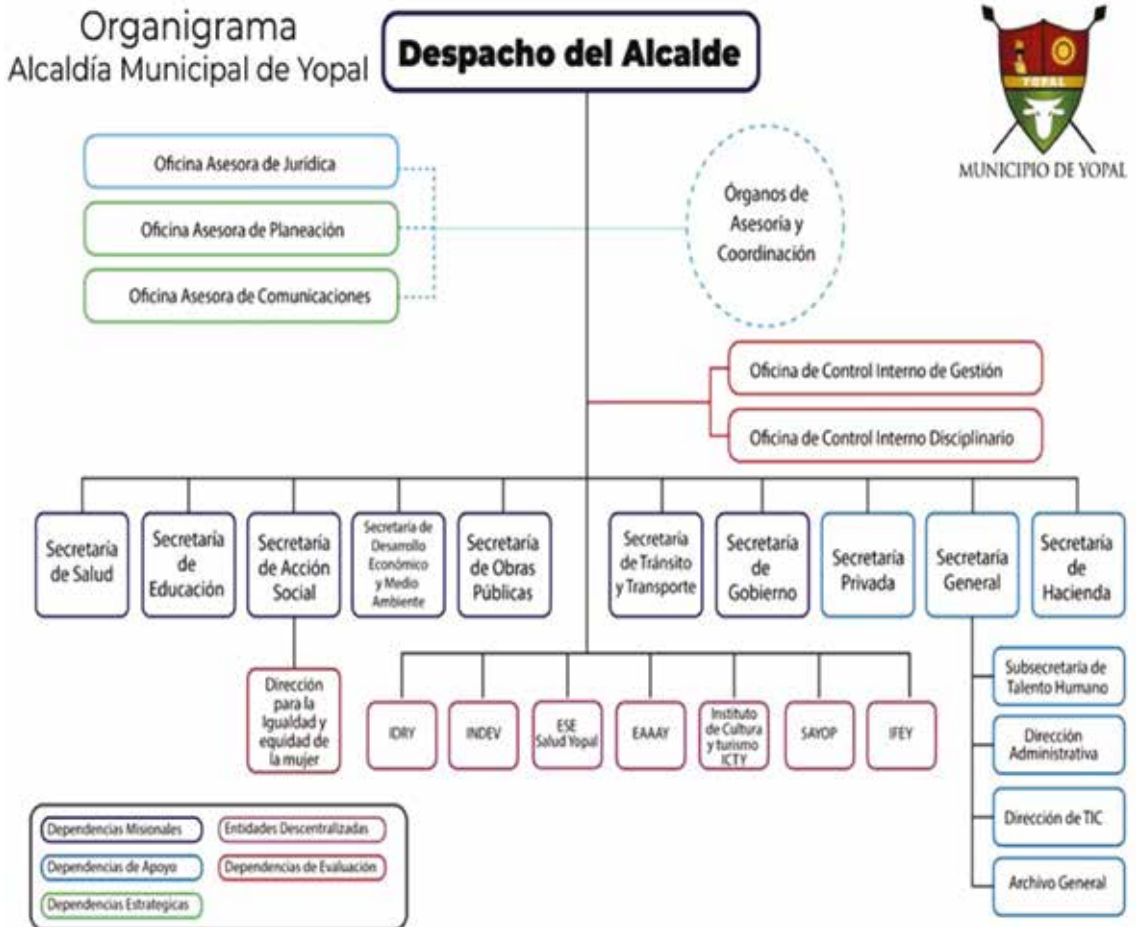 Organigrama
Alcaldía Municipal de Yopal
Despacho del Alcalde
YOPAL
MUNICIPIO DE YOPAL
Oficina Asesora de Jurídica
Oficina Asesora de Planeación
Oficina Asesora de Comunicaciones
Órganos de
Asesoria y
Coordinación
Oficina de Control Interno de Gestión
Oficina de Control Interno Disciplinario
Secretaría
de Salud
Secretaría
de
Educación
Secretaría
de Acción
Social
Secretaría de
Desarrollo
Económico
y Medio
Ambiente
Secretaría
de Obras
Públicas
Secretaría
de Tránsito
y Transporte
Secretaría
de
Gobierno
Secretaría
Privada
Secretaría
General
Secretaría
de
Hacienda
Dirección
para la
Igualdad y
equidad de
la mujer
IDRY
INDEV
ESE
Salud Yopal
EAAAY
Instituto
de Cultura
y turismo
ICTY
SAYOP
IFEY
Subsecretaría de
Talento Humano
Dirección
Administrativa
Dirección de TIC
Archivo General
Dependencias Misionales
Entidades Descentralizadas
Dependencias de Apoyo
Dependencias de Evaluación
Dependencias Estrategicas